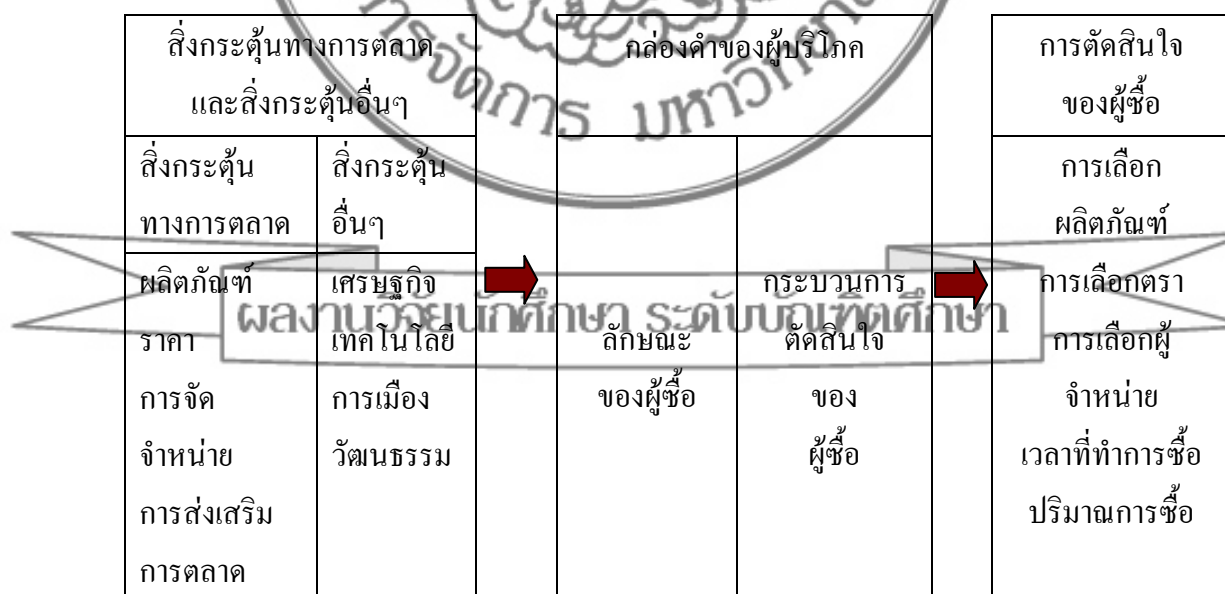 สิ่งกระตุ้นทางการตลาด
และสิ่งกระตุ้นอื่นๆ
สิ่งกระตุ้น
ทางการตลาด
สิ่งกระตุ้น
อื่นๆ
ผลิตภัณฑ์
ราคา
การจัด
จำหน่าย
การส่งเสริม
การตลาด
เศรษฐกิจ
เทคโนโลยี
การเมือง
วัฒนธรรม
กล่องดำของผู้บริโภค
ลักษณะ
ของผู้ซื้อ
กระบวนการ
ตัดสินใจ
ของ
ผู้ซื้อ
การตัดสินใจ
ของผู้ซื้อ
การเลือก
ผลิตภัณฑ์
การเลือกตรา
การเลือกผู้
จำหน่าย
เวลาที่ทำการซื้อ
ปริมาณการซื้อ
ผลงานวิจัยนักศึกษา ระดับบัณฑิตศึกษา